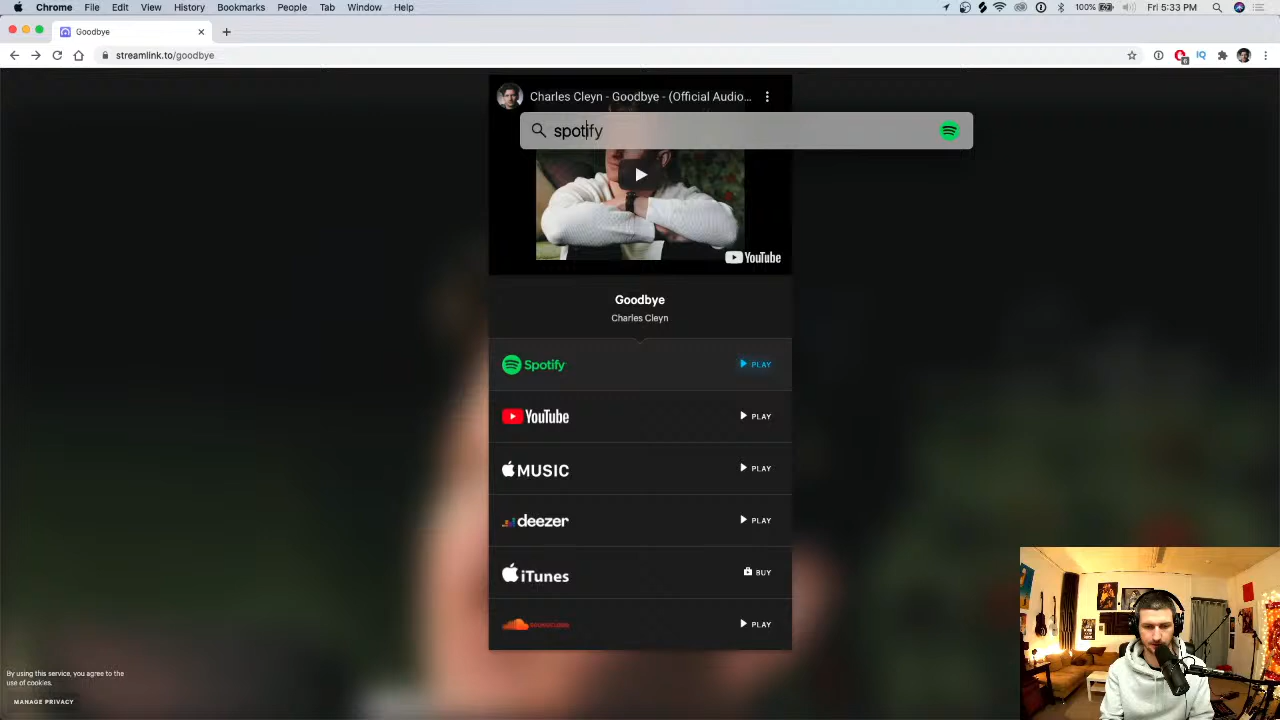 Chrome File Edit View History Bookmarks People Tab Window Help
100% Fri 5:33 PM
Goodbye
streamlink.to/goodbye
Charles Cleyn - Goodbye - (Official Audio...
spotify
YouTube
Goodbye
Charles Cleyn
Spotify PLAY
YouTube PLAY
MUSIC PLAY
deezer PLAY
iTunes BUY
SOUNDCLOUD PLAY
By using this service, you agree to the
use of cookies.
MANAGE PRIVACY